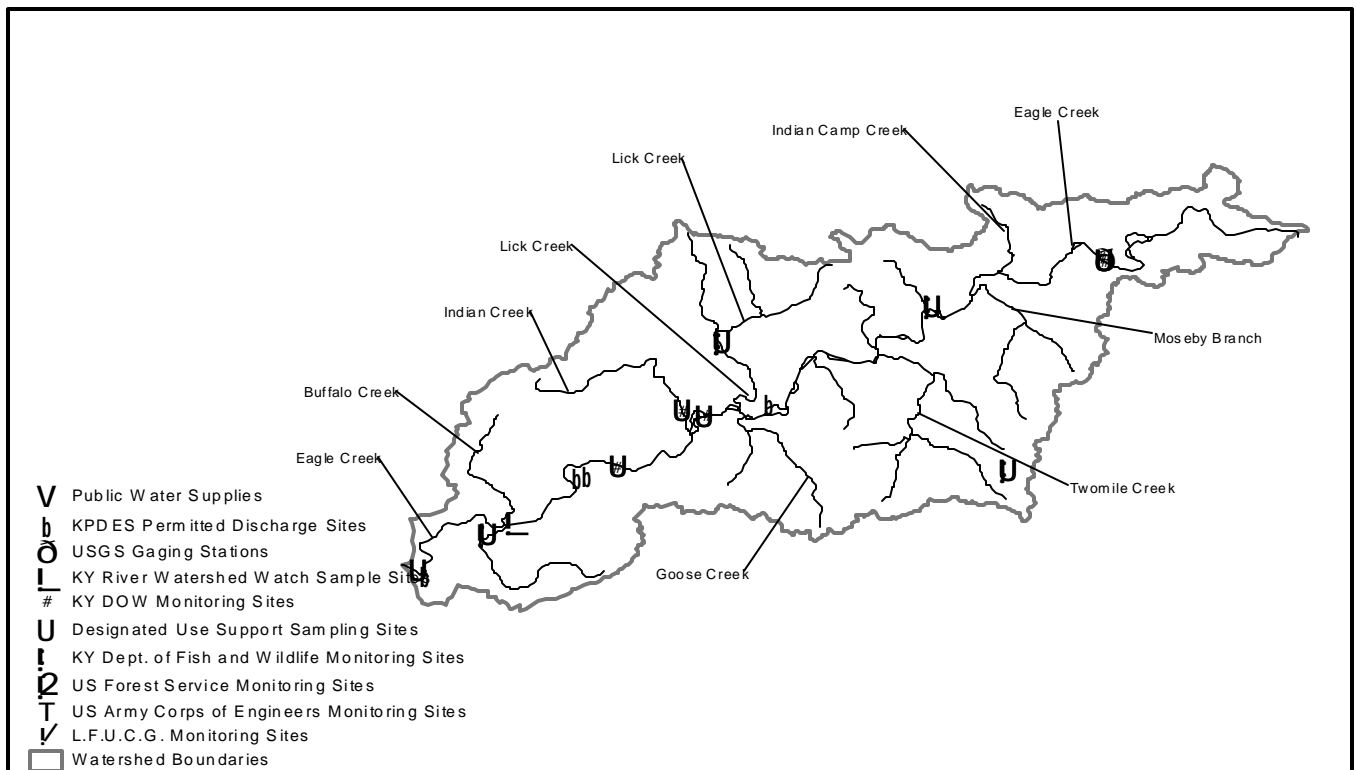 Eagle Creek
Indian Camp Creek
Lick Creek
Lick Creek
Indian Creek
Moseby Branch
Buffalo Creek
Eagle Creek
Twomile Creek
Goose Creek
V Public Water Supplies
b KPDES Permitted Discharge Sites
ð USGS Gaging Stations
KY River Watershed Watch Sample Sites
# KY DOW Monitoring Sites
U Designated Use Support Sampling Sites
KY Dept. of Fish and Wildlife Monitoring Sites
US Forest Service Monitoring Sites
T US Army Corps of Engineers Monitoring Sites
L.F.U.C.G. Monitoring Sites
Watershed Boundaries